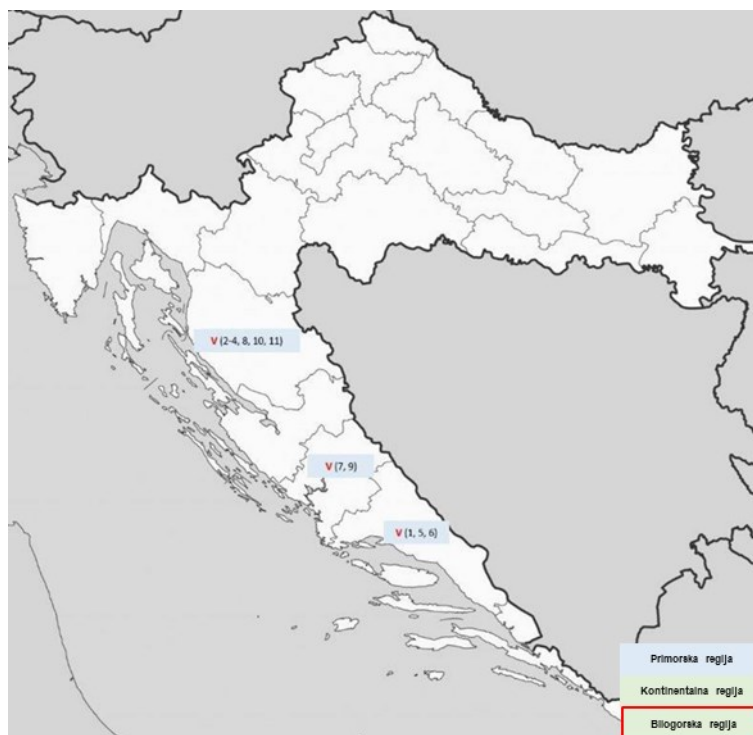 V (2-4, 8, 10, 11)
V (7, 9)
V (1, 5, 6)
Primorska regija
Kontinentalna regija
Bilogorska regija